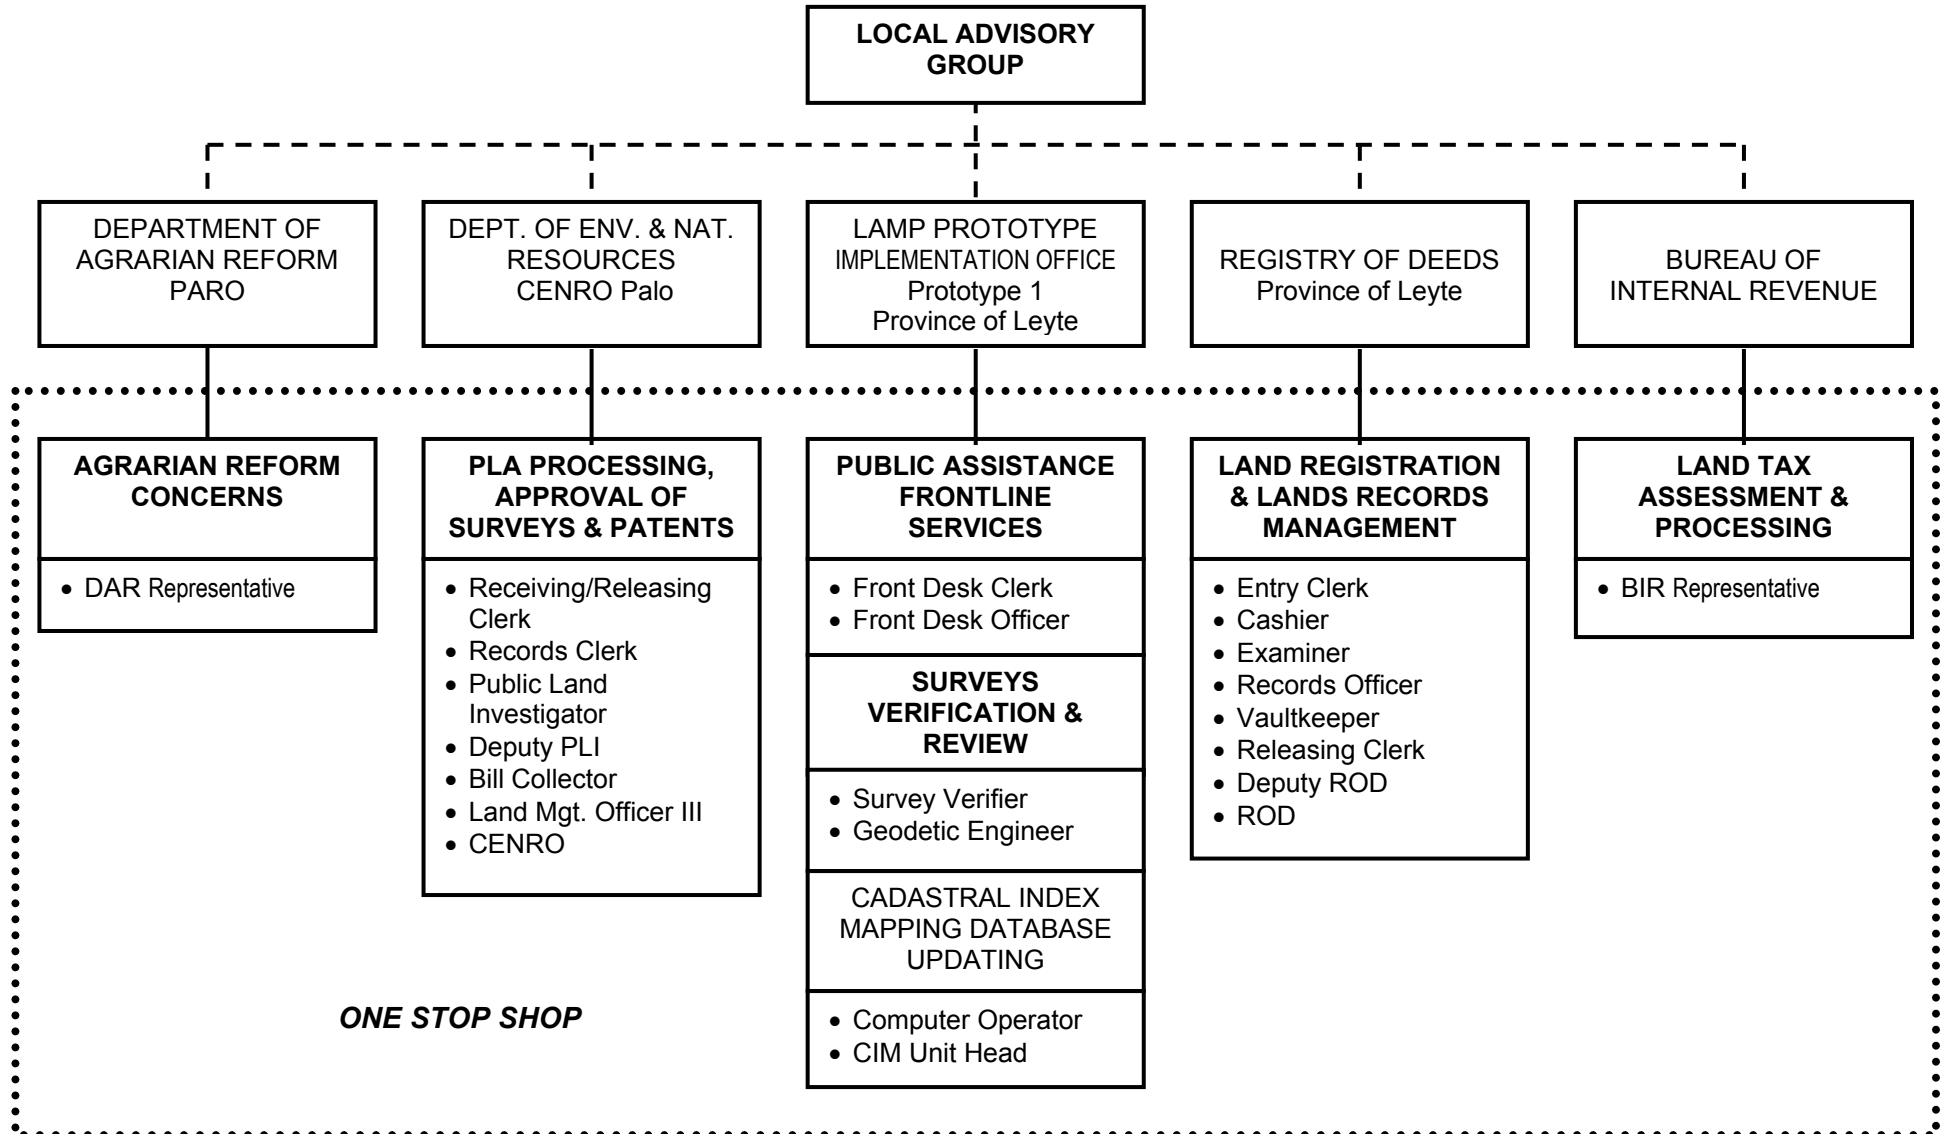 LOCAL ADVISORY
GROUP
DEPARTMENT OF
AGRARIAN REFORM
PARO
DEPT. OF ENV. & NAT.
RESOURCES
CENRO Palo
LAMP PROTOTYPE
IMPLEMENTATION OFFICE
Prototype 1
Province of Leyte
REGISTRY OF DEEDS
Province of Leyte
BUREAU OF
INTERNAL REVENUE
AGRARIAN REFORM
CONCERNS
• DAR Representative
PLA PROCESSING,
APPROVAL OF
SURVEYS & PATENTS
• Receiving/Releasing
Clerk
• Records Clerk
• Public Land
Investigator
• Deputy PLI
• Bill Collector
• Land Mgt. Officer III
• CENRO
PUBLIC ASSISTANCE
FRONTLINE
SERVICES
• Front Desk Clerk
• Front Desk Officer
SURVEYS
VERIFICATION &
REVIEW
• Survey Verifier
• Geodetic Engineer
CADASTRAL INDEX
MAPPING DATABASE
UPDATING
• Computer Operator
• CIM Unit Head
LAND REGISTRATION
& LANDS RECORDS
MANAGEMENT
• Entry Clerk
• Cashier
• Examiner
• Records Officer
• Vaultkeeper
• Releasing Clerk
• Deputy ROD
• ROD
LAND TAX
ASSESSMENT &
PROCESSING
• BIR Representative
ONE STOP SHOP